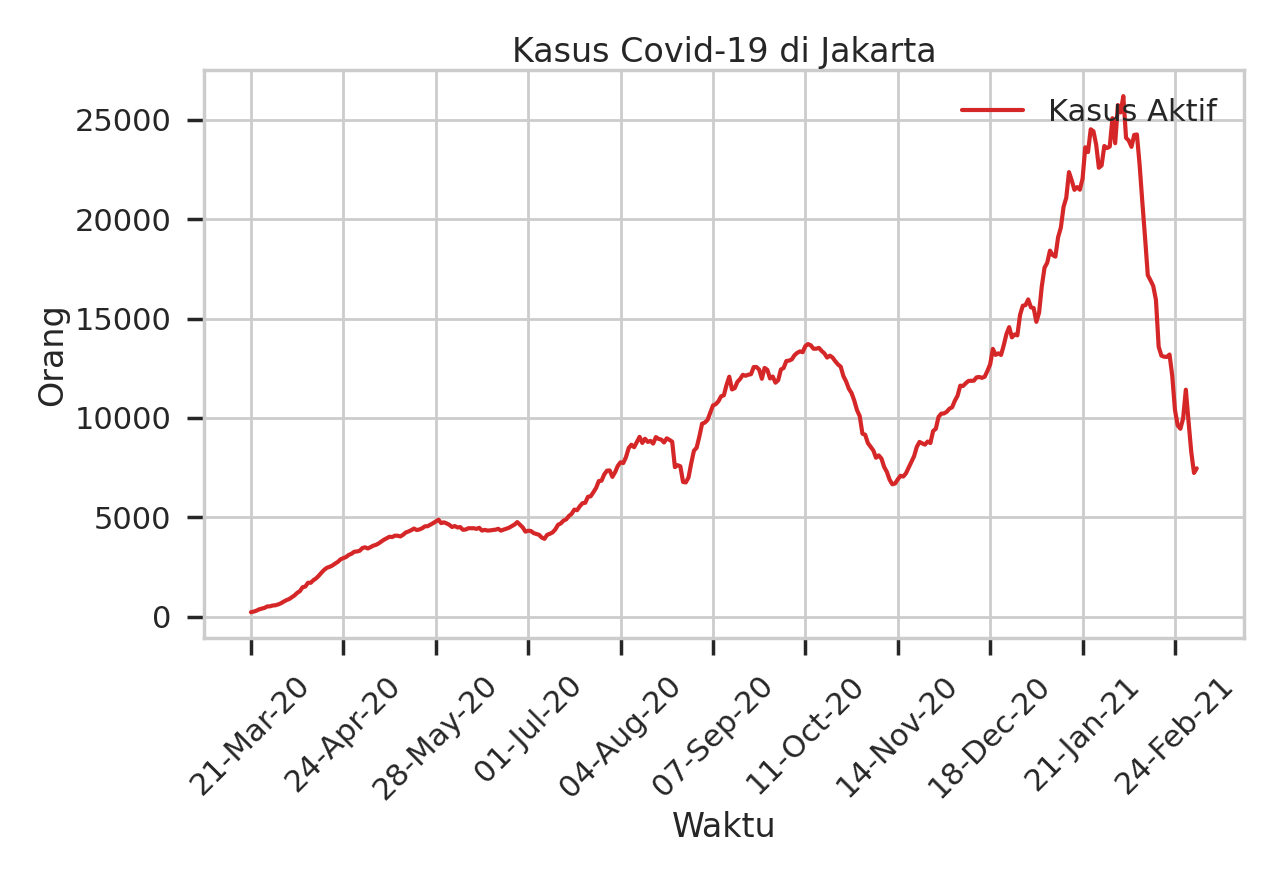 Kasus Covid-19 di Jakarta
Kasus Aktif
Orang
25000
20000
15000
10000
5000
0
21-Mar-20
24-Apr-20
28-May-20
01-Jul-20
04-Aug-20
07-Sep-20
11-Oct-20
14-Nov-20
18-Dec-20
21-Jan-21
24-Feb-21
Waktu